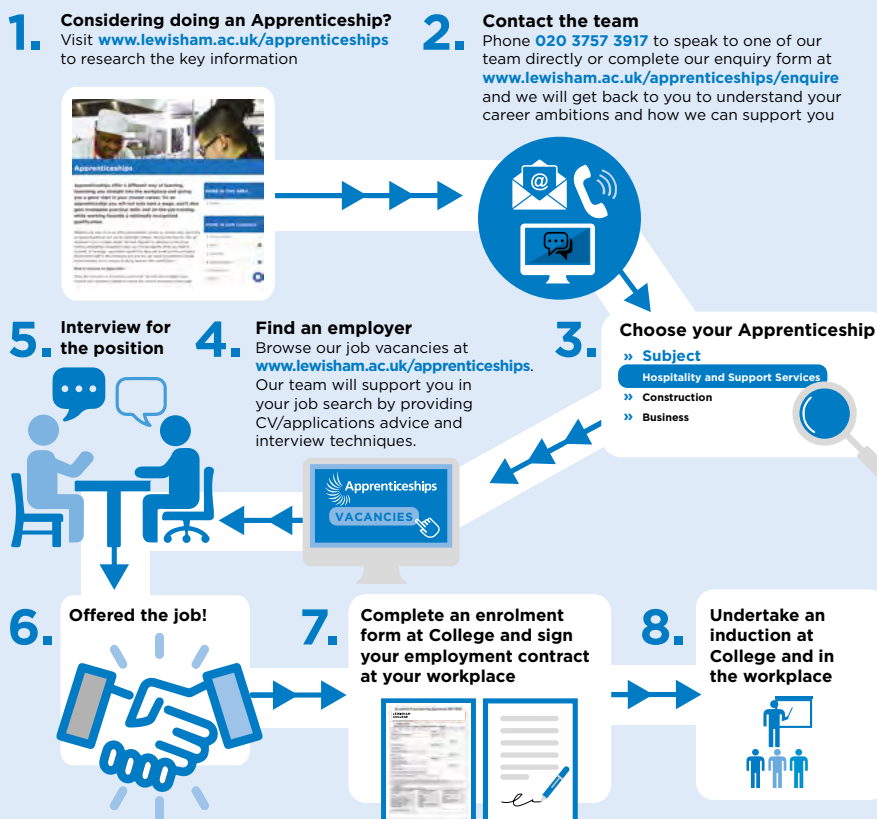 1. Considering doing an Apprenticeship?
Visit www.lewisham.ac.uk/apprenticeships
to research the key information
Apprenticeships
2. Contact the team
Phone 020 3757 3917 to speak to one of our
team directly or complete our enquiry form at
www.lewisham.ac.uk/apprenticeships/enquire
and we will get back to you to understand your
career ambitions and how we can support you
@
3. Choose your Apprenticeship
» Subject
Hospitality and Support Services
» Construction
» Business
4. Find an employer
Browse our job vacancies at
www.lewisham.ac.uk/apprenticeships.
Our team will support you in
your job search by providing
CV/applications advice and
interview techniques.
Apprenticeships
VACANCIES
5. Interview for
the position
6. Offered the job!
7. Complete an enrolment
form at College and sign
your employment contract
at your workplace
LEWISHAM
COLLEGE
8. Undertake an
induction at
College and in
the workplace